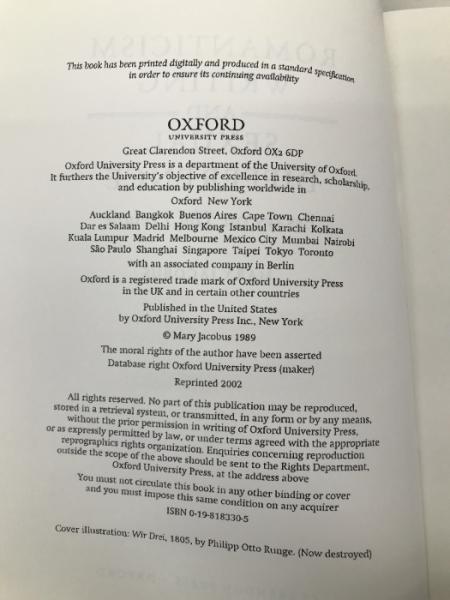 This book has been printed digitally and produced in a standard specification
in order to ensure its continuing availability
OXFORD
UNIVERSITY PRESS
Great Clarendon Street, Oxford OX2 6DP
Oxford University Press is a department of the University of Oxford.
It furthers the University's objective of excellence in research, scholarship,
and education by publishing worldwide in
Oxford New York
Auckland Bangkok Buenos Aires Cape Town Chennai
Dar es Salaam Delhi Hong Kong Istanbul Karachi Kolkata
Kuala Lumpur Madrid Melbourne Mexico City Mumbai Nairobi
São Paulo Shanghai Singapore Taipei Tokyo Toronto
with an associated company in Berlin
Oxford is a registered trade mark of Oxford University Press
in the UK and in certain other countries
Published in the United States
by Oxford University Press Inc., New York
© Mary Jacobus 1989
The moral rights of the author have been asserted
Database right Oxford University Press (maker)
Reprinted 2002
All rights reserved. No part of this publication may be reproduced,
stored in a retrieval system, or transmitted, in any form or by any means,
without the prior permission in writing of Oxford University Press,
or as expressly permitted by law, or under terms agreed with the appropriate
reprographics rights organization. Enquiries concerning reproduction
outside the scope of the above should be sent to the Rights Department,
Oxford University Press, at the address above
You must not circulate this book in any other binding or cover
and you must impose this same condition on any acquirer
ISBN 0-19-818330-5
Cover illustration: Wir Drei, 1805, by Philipp Otto Runge. (Now destroyed)